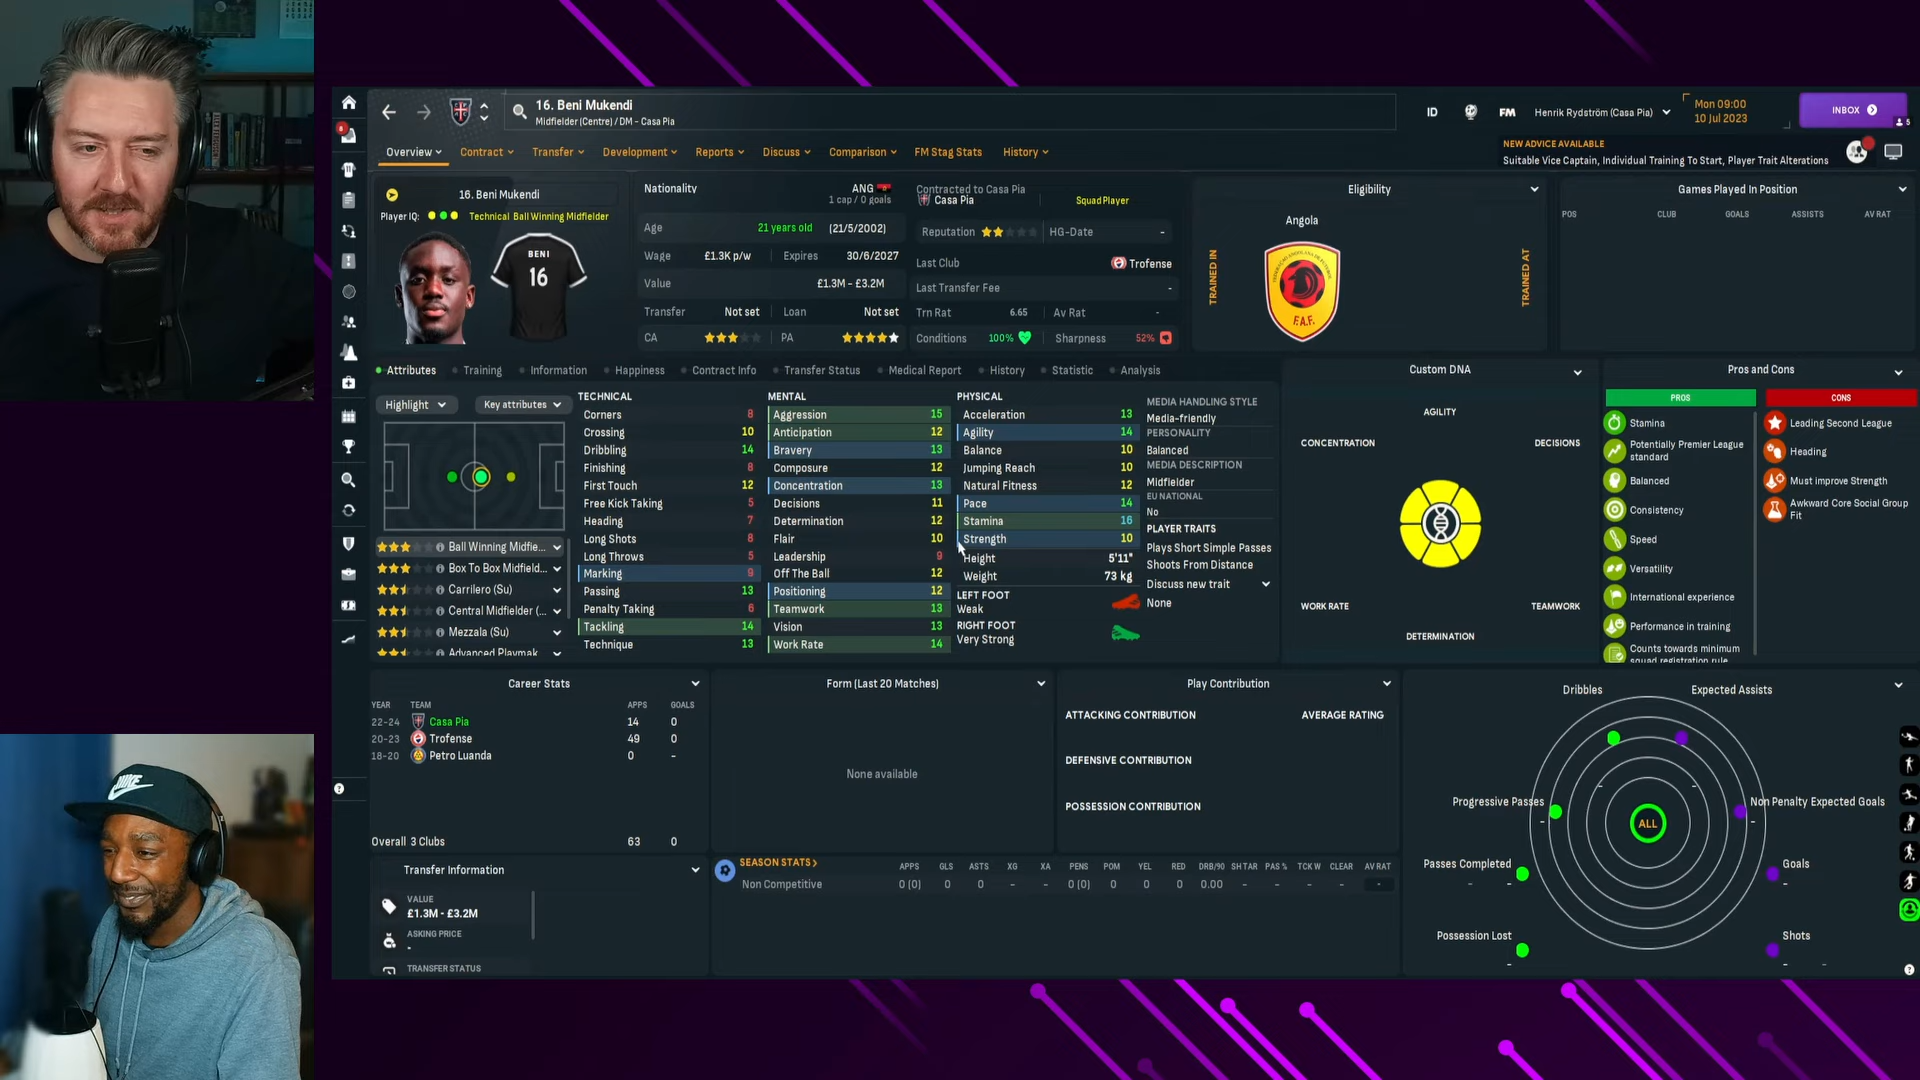 16. Beni Mukendi
Midfielder (Centre) / DM - Casa Pia
ID
FM
Henrik Rydström (Casa Pia)
Mon 09:00
10 Jul 2023
INBOX
5
Overview
Contract
Transfer
Development
Reports
Discuss
Comparison
FM Stag Stats
History
NEW ADVICE AVAILABLE
Suitable Vice Captain, Individual Training To Start, Player Trait Alterations
16. Beni Mukendi
Player IQ:
Technical Ball Winning Midfielder
BENI
16
Nationality
ANG
1 cap / 0 goals
Age
21 years old
(21/5/2002)
Wage
£1.3K p/w
Expires
30/6/2027
Value
£1.3M - £3.2M
Transfer
Not set
Loan
Not set
CA
PA
Contracted to Casa Pia
Casa Pia
Squad Player
Reputation
HG-Date
-
Last Club
Trofense
Last Transfer Fee
-
Trn Rat
6.65
Av Rat
-
Conditions
100%
Sharpness
52%
Eligibility
Angola
TRAINED IN
F.A.F.
TRAINED AT
Games Played In Position
POS
CLUB
GOALS
ASSISTS
AV RAT
Attributes
Training
Information
Happiness
Contract Info
Transfer Status
Medical Report
History
Statistic
Analysis
Highlight
Key attributes
Ball Winning Midfie...
Box To Box Midfield...
Carrilero (Su)
Central Midfielder (...
Mezzala (Su)
Advanced Playmak
TECHNICAL
Corners 8
Crossing 10
Dribbling 14
Finishing 8
First Touch 12
Free Kick Taking 5
Heading 7
Long Shots 8
Long Throws 5
Marking 9
Passing 13
Penalty Taking 6
Tackling 14
Technique 13
MENTAL
Aggression 15
Anticipation 12
Bravery 13
Composure 12
Concentration 13
Decisions 11
Determination 12
Flair 10
Leadership 9
Off The Ball 12
Positioning 12
Teamwork 13
Vision 13
Work Rate 14
PHYSICAL
Acceleration 13
Agility 14
Balance 10
Jumping Reach 10
Natural Fitness 12
Pace 14
Stamina 16
Strength 10
Height 5'11"
Weight 73 kg
LEFT FOOT
Weak
RIGHT FOOT
Very Strong
MEDIA HANDLING STYLE
Media-friendly
PERSONALITY
Balanced
MEDIA DESCRIPTION
Midfielder
EU NATIONAL
No
PLAYER TRAITS
Plays Short Simple Passes
Shoots From Distance
Discuss new trait
None
Custom DNA
AGILITY
CONCENTRATION
DECISIONS
WORK RATE
TEAMWORK
DETERMINATION
Pros and Cons
PROS
Stamina
Potentially Premier League
standard
Balanced
Consistency
Speed
Versatility
International experience
Performance in training
Counts towards minimum
squad registration rule
CONS
Leading Second League
Heading
Must improve Strength
Awkward Core Social Group
Fit
Career Stats
YEAR TEAM APPS GOALS
22-24 Casa Pia 14 0
20-23 Trofense 49 0
18-20 Petro Luanda 0 -
Overall 3 Clubs 63 0
Form (Last 20 Matches)
None available
Play Contribution
ATTACKING CONTRIBUTION
AVERAGE RATING
DEFENSIVE CONTRIBUTION
POSSESSION CONTRIBUTION
Dribbles
Expected Assists
Progressive Passes
-
Non Penalty Expected Goals
-
ALL
Passes Completed
-
Goals
-
Possession Lost
-
Shots
-
Transfer Information
VALUE
£1.3M - £3.2M
ASKING PRICE
-
TRANSFER STATUS
SEASON STATS> APPS GLS ASTS XG XA PENS POM YEL RED DRB/90 SH TAR PAS % TCK W CLEAR AV RAT
Non Competitive 0 (0) 0 0 - - 0 (0) 0 0 0 0.00 - - - - -
NIKE